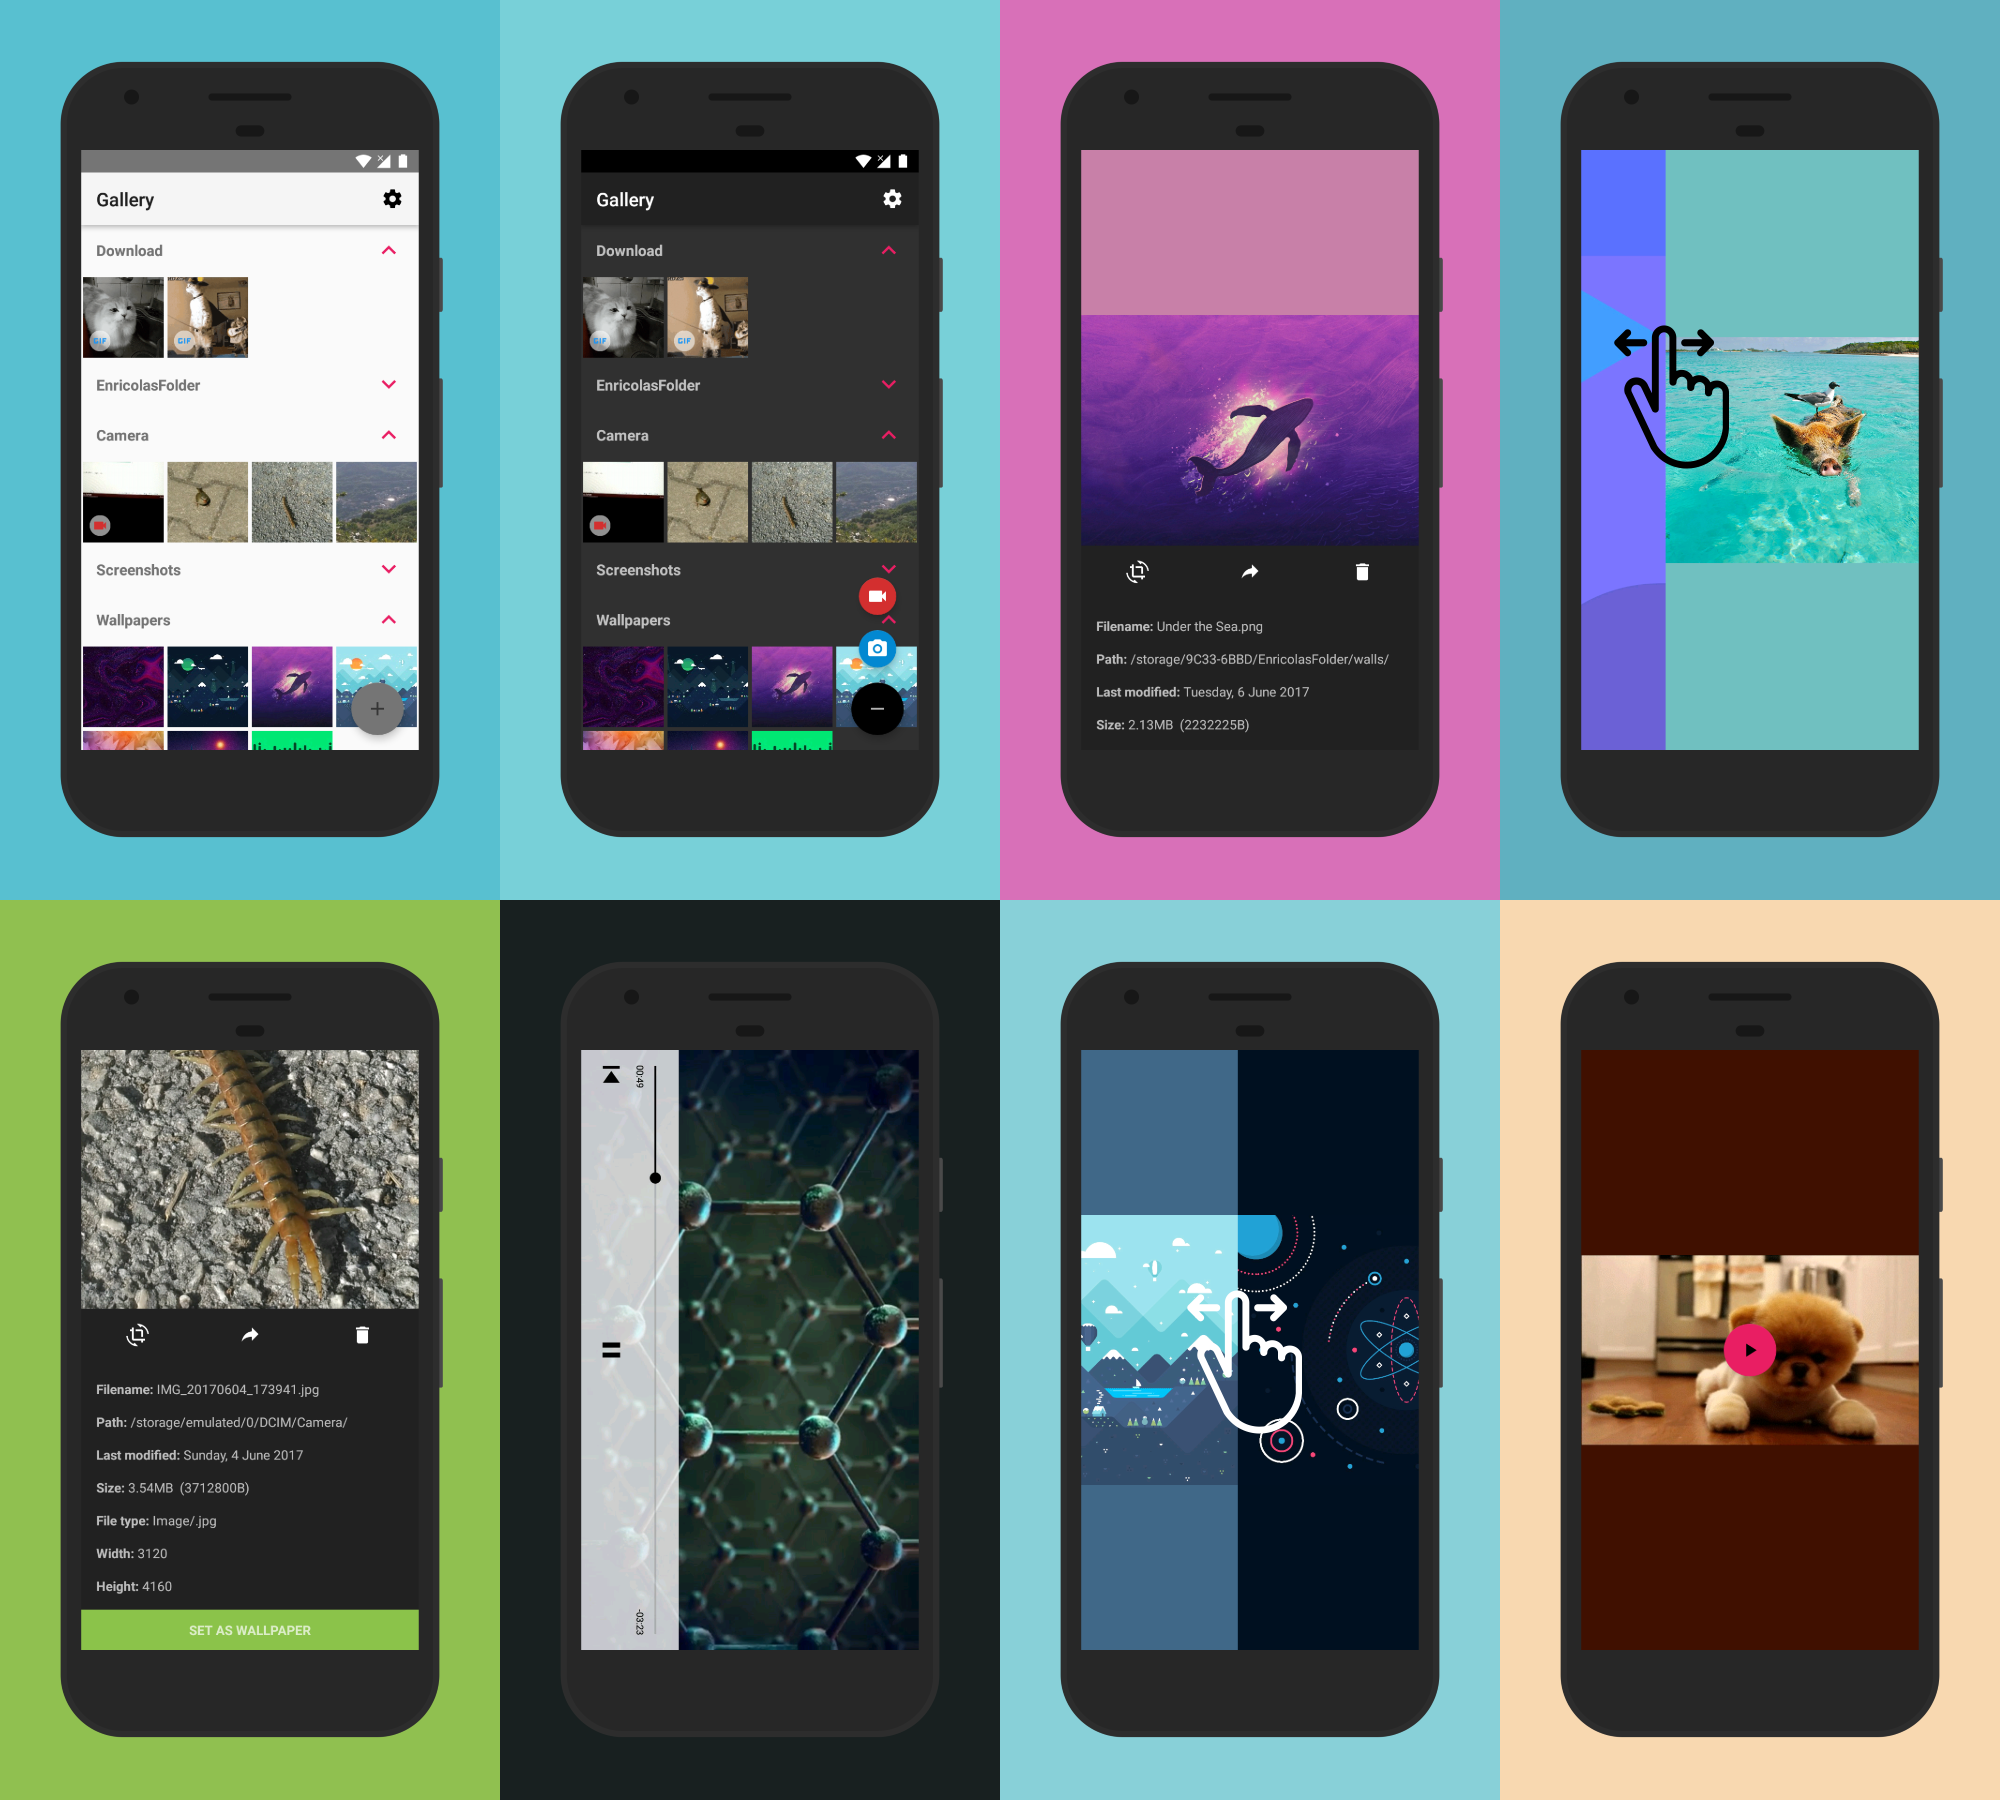 Gallery
Download
GIF
GIF
EnricolasFolder
Camera
Screenshots
Wallpapers
Gallery
Download
GIF
GIF
EnricolasFolder
Camera
Screenshots
Wallpapers
Filename: Under the Sea.png
Path: /storage/9C33-6BBD/EnricolasFolder/walls/
Last modified: Tuesday, 6 June 2017
Size: 2.13MB (2232225B)
Filename: IMG_20170604_173941.jpg
Path: /storage/emulated/0/DCIM/Camera/
Last modified: Sunday, 4 June 2017
Size: 3.54MB (3712800B)
File type: Image/.jpg
Width: 3120
Height: 4160
SET AS WALLPAPER
00:49
-03:23